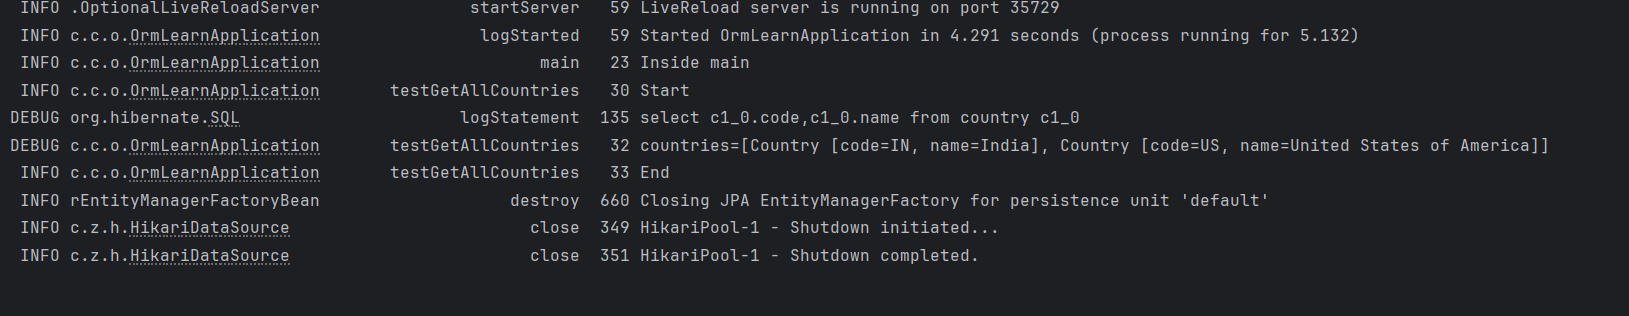 INFO .OptionalLiveReloadServer startServer 59 LiveReload server is running on port 35729
INFO c.c.o.OrmLearnApplication logStarted 59 Started OrmLearnApplication in 4.291 seconds (process running for 5.132)
INFO c.c.o.OrmLearnApplication main 23 Inside main
INFO c.c.o.OrmLearnApplication testGetAllCountries 30 Start
DEBUG org.hibernate.SQL logStatement 135 select c1_0.code,c1_0.name from country c1_0
DEBUG c.c.o.OrmLearnApplication testGetAllCountries 32 countries=[Country [code=IN, name=India], Country [code=US, name=United States of America]]
INFO c.c.o.OrmLearnApplication testGetAllCountries 33 End
INFO rEntityManagerFactoryBean destroy 660 Closing JPA EntityManagerFactory for persistence unit 'default'
INFO c.z.h.HikariDataSource close 349 HikariPool-1 - Shutdown initiated...
INFO c.z.h.HikariDataSource close 351 HikariPool-1 - Shutdown completed.